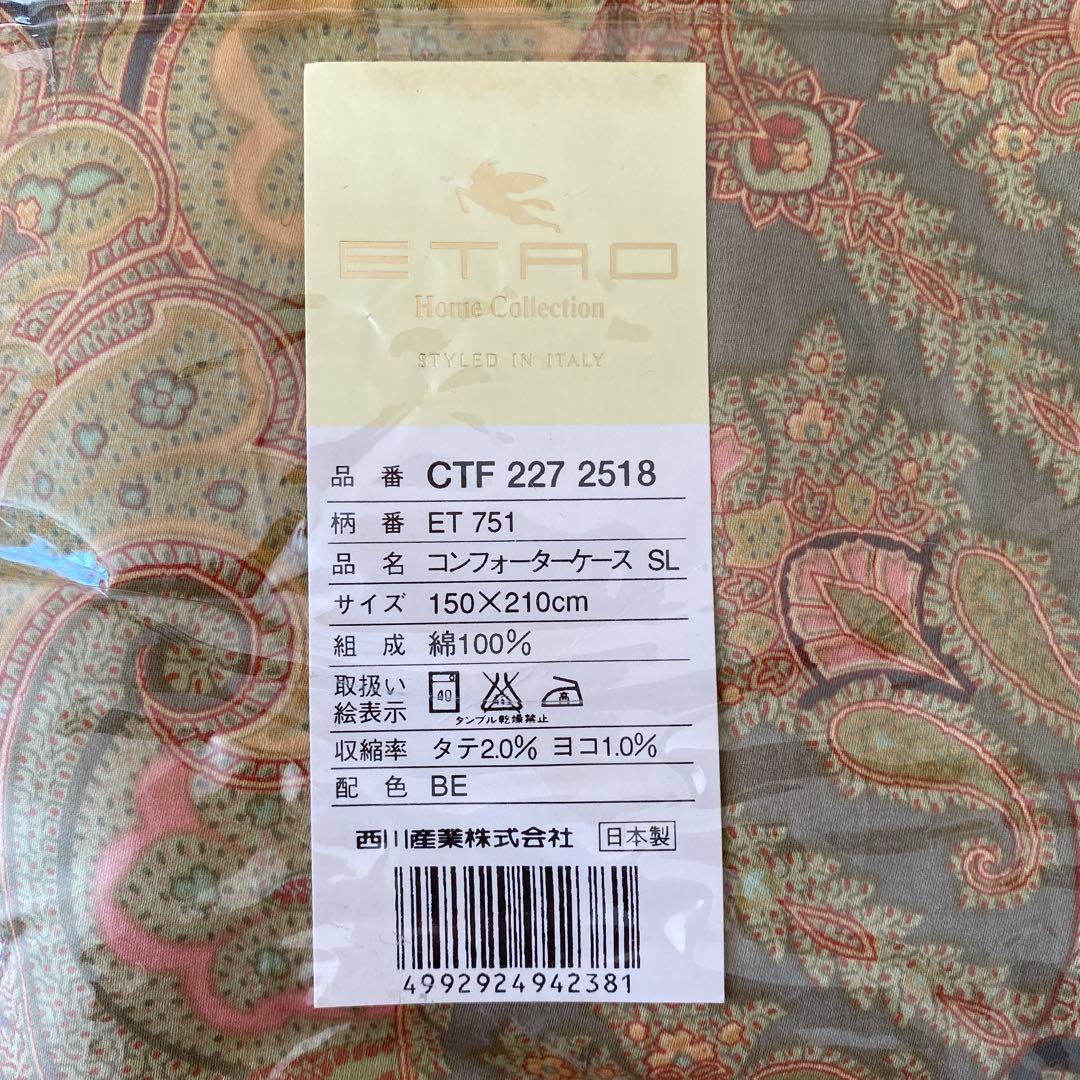 ETRO
Home Collection
STYLED IN ITALY
品 番 CTF 227 2518
柄 番 ET 751
品 名 コンフォーターケース SL
サイズ 150×210cm
組 成 綿100%
取扱い
絵表示
40
高
タンブル乾燥禁止
収縮率 タテ2.0% ヨコ1.0%
配 色 BE
西川産業株式会社 日本製
4992924942381